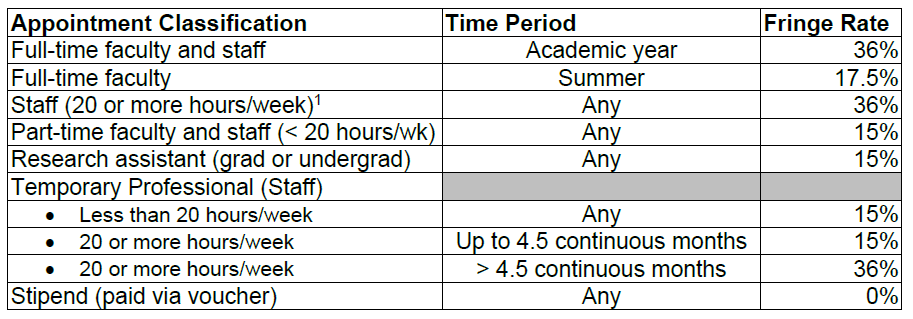 Appointment Classification Time Period Fringe Rate
Full-time faculty and staff Academic year 36%
Full-time faculty Summer 17.5%
Staff (20 or more hours/week)1 Any 36%
Part-time faculty and staff (< 20 hours/wk) Any 15%
Research assistant (grad or undergrad) Any 15%
Temporary Professional (Staff)
• Less than 20 hours/week Any 15%
• 20 or more hours/week Up to 4.5 continuous months 15%
• 20 or more hours/week > 4.5 continuous months 36%
Stipend (paid via voucher) Any 0%